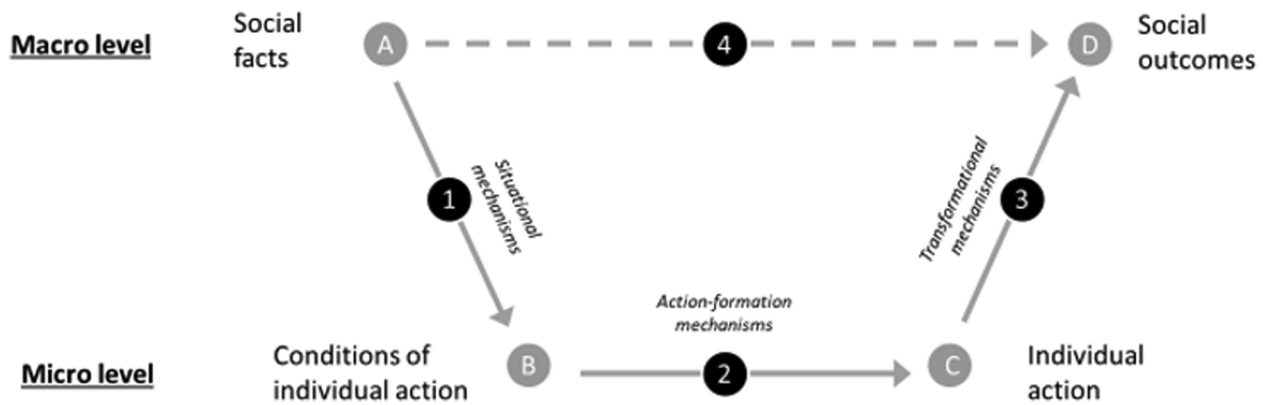 Macro level
Social
facts
A
4
D
Social
outcomes
1
Situational
mechanisms
Transformational
mechanisms
3
Action-formation
mechanisms
Micro level
Conditions of
individual action
B
2
C
Individual
action